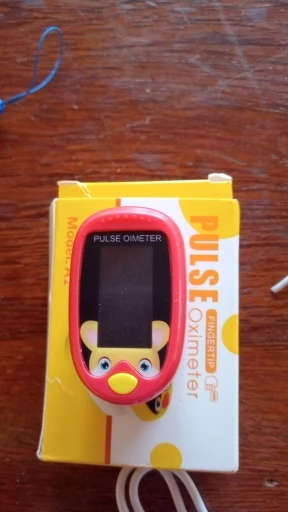 PULSE OIMETER
PULSE
FINGERTIP
Oximeter
Model: